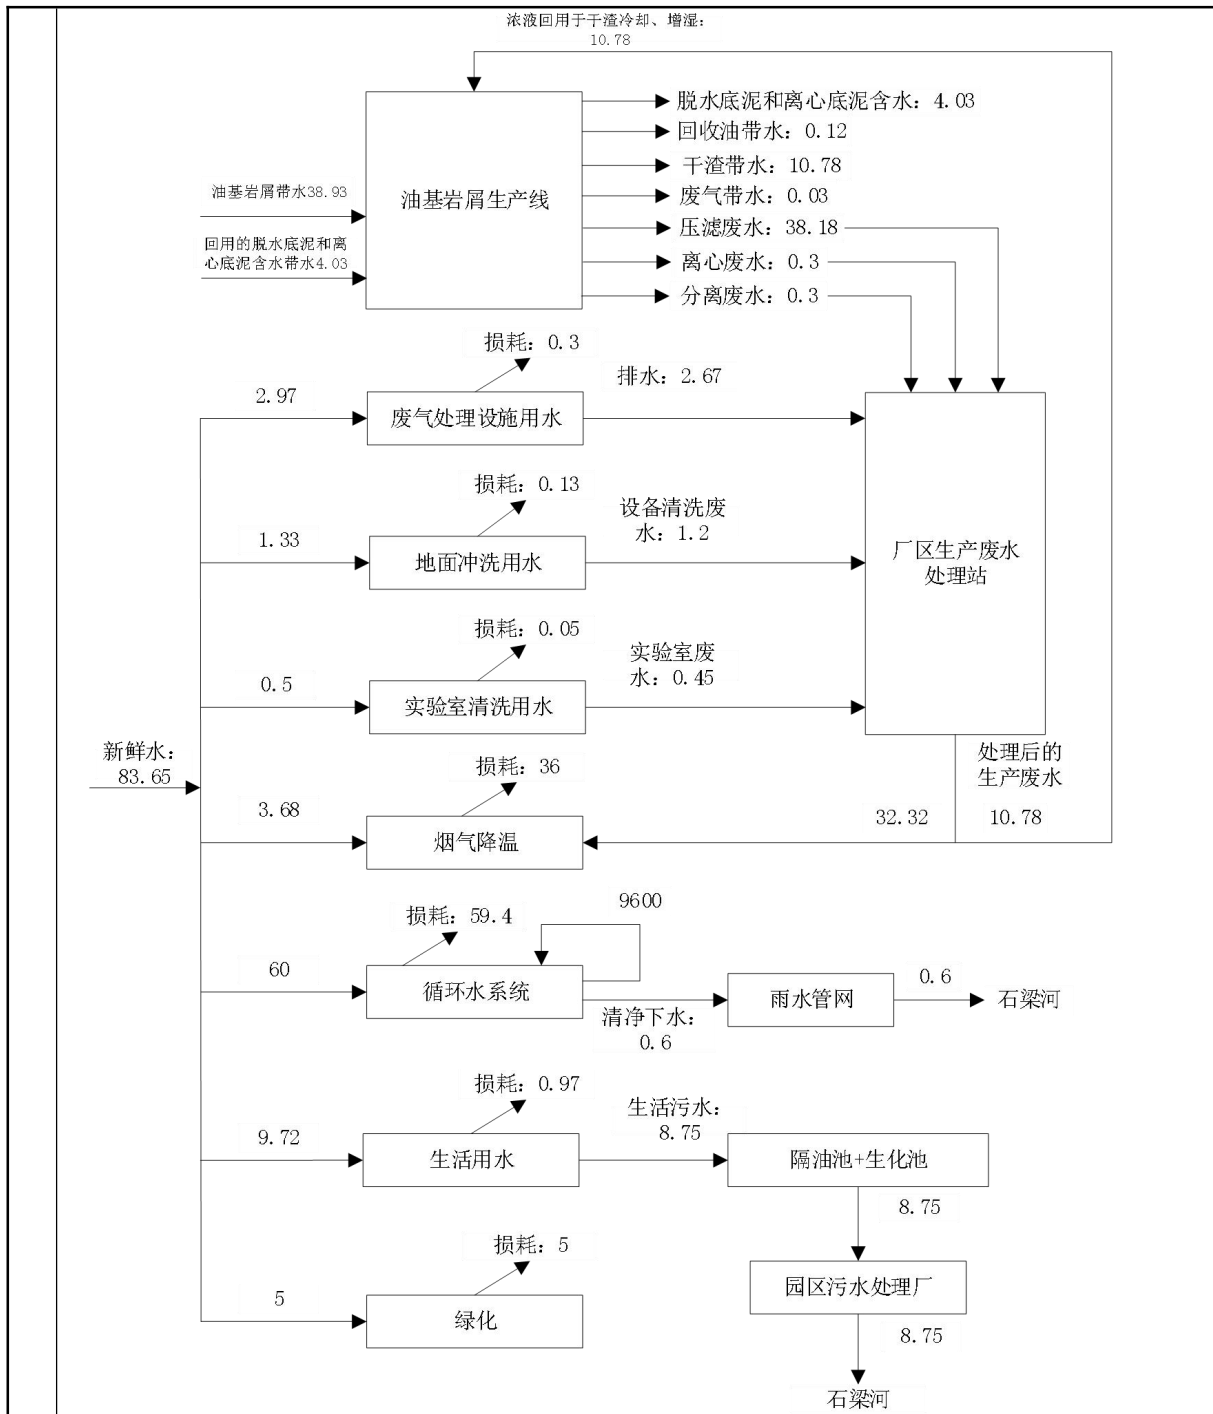 浓液回用于干渣冷却、增湿：
10.78
脱水底泥和离心底泥含水：4.03
回收油带水：0.12
干渣带水：10.78
废气带水：0.03
压滤废水：38.18
离心废水：0.3
分离废水：0.3
油基岩屑带水38.93
回用的脱水底泥和离
心底泥含水带水4.03
油基岩屑生产线
损耗：0.3
排水：2.67
2.97
废气处理设施用水
损耗：0.13
设备清洗废
水：1.2
1.33
地面冲洗用水
厂区生产废水
处理站
损耗：0.05
实验室废
水：0.45
0.5
实验室清洗用水
新鲜水：
83.65
损耗：36
处理后的
生产废水
3.68
32.32
10.78
烟气降温
损耗：59.4
9600
60
循环水系统
清净下水：
0.6
雨水管网
0.6
石梁河
损耗：0.97
生活污水：
8.75
9.72
生活用水
隔油池+生化池
8.75
损耗：5
5
绿化
园区污水处理厂
8.75
石梁河